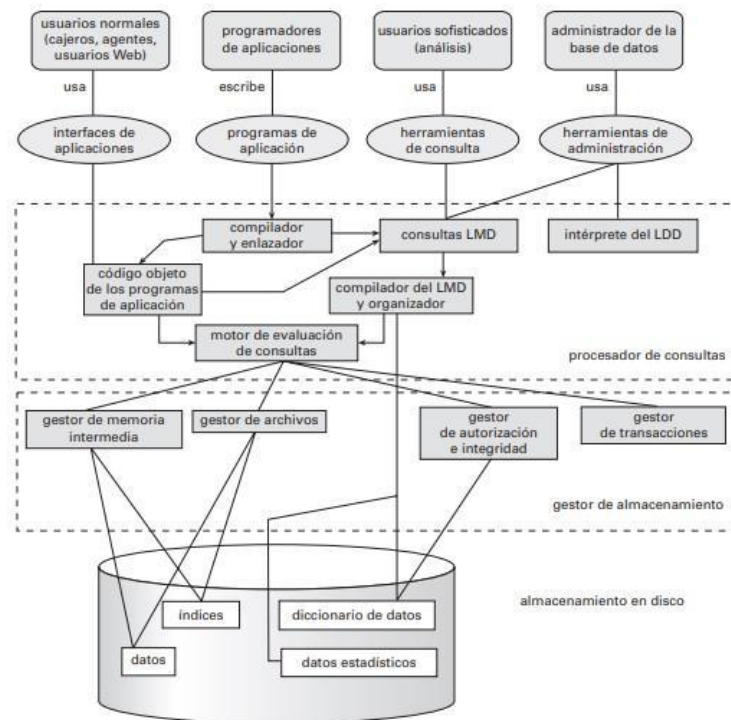 usuarios normales
(cajeros, agentes,
usuarios Web)
programadores
de aplicaciones
usuarios sofisticados
(análisis)
administrador de la
base de datos
usa
escribe
usa
usa
interfaces de
aplicaciones
programas de
aplicación
herramientas
de consulta
herramientas de
administración
compilador
y enlazador
consultas LMD
intérprete del LDD
código objeto
de los programas
de aplicación
compilador del LMD
y organizador
motor de evaluación
de consultas
procesador de consultas
gestor de memoria
intermedia
gestor de archivos
gestor
de autorización
e integridad
gestor
de transacciones
gestor de almacenamiento
almacenamiento en disco
índices
diccionario de datos
datos
datos estadísticos